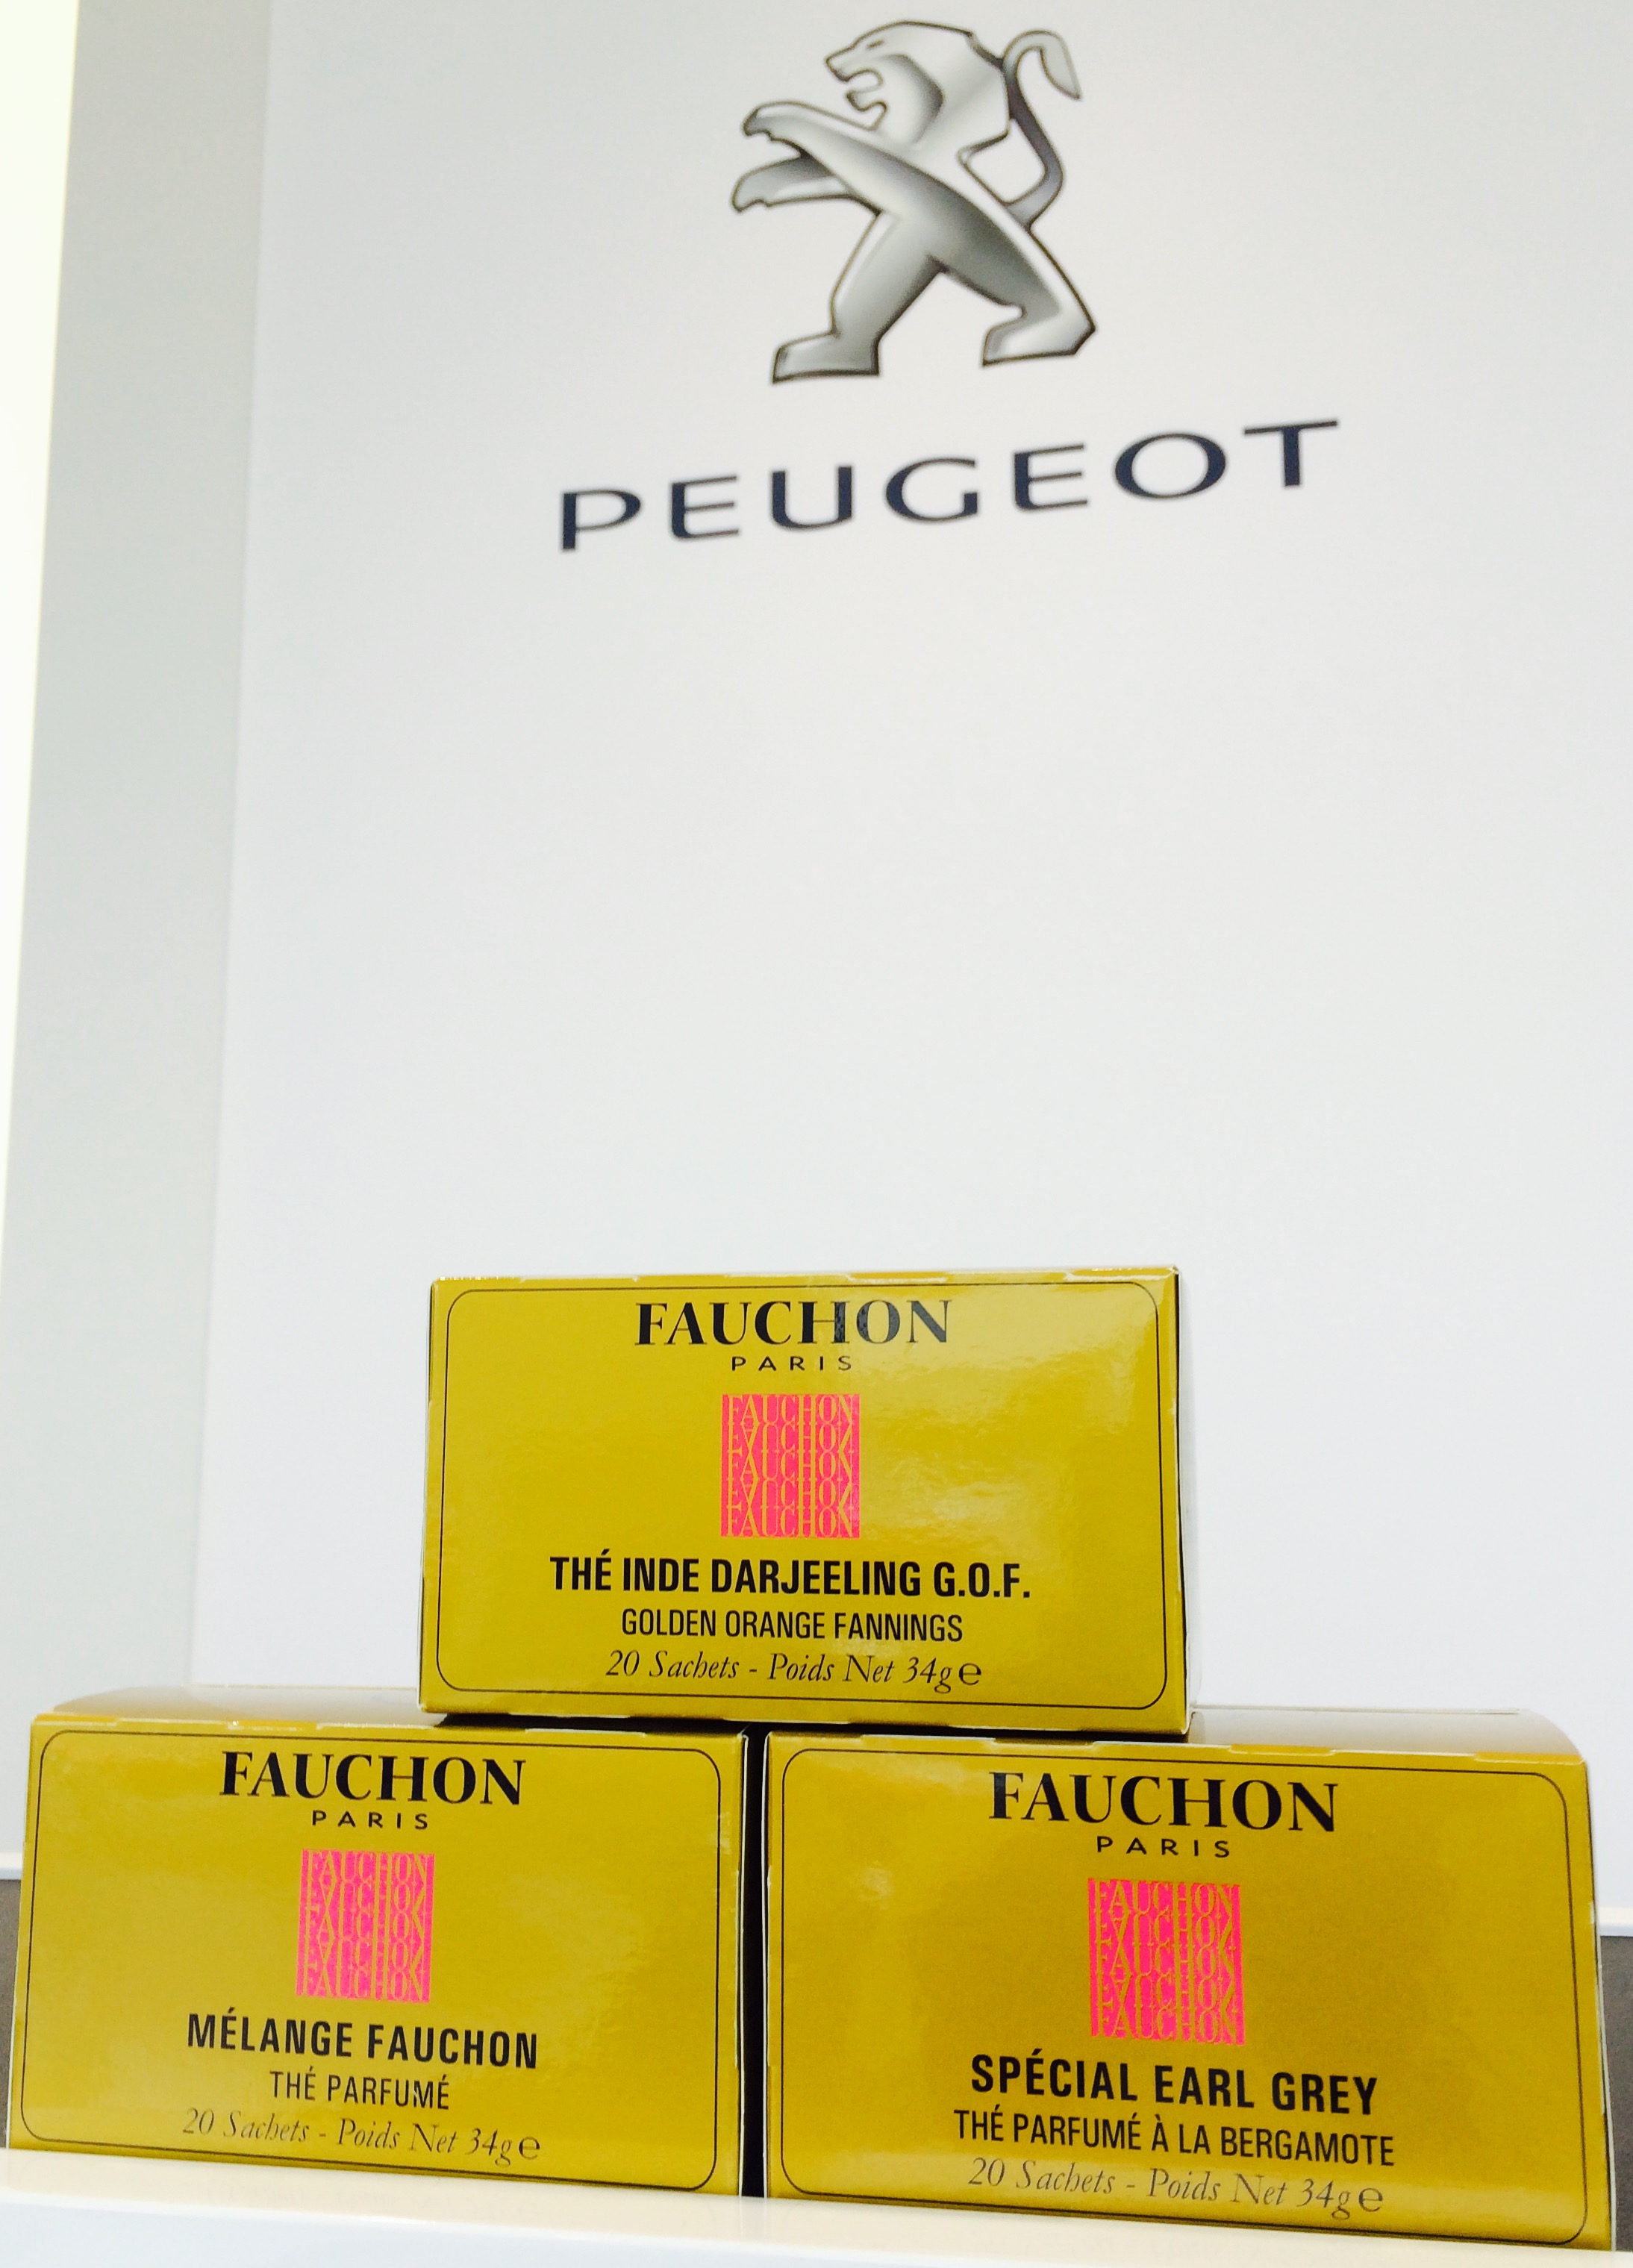 PEUGEOT
FAUCHON
PARIS
FAUCHON
FAUCHON
FAUCHON
FAUCHON
FAUCHON
THÉ INDE DARJEELING G.O.F.
GOLDEN ORANGE FANNINGS
20 Sachets - Poids Net 34g ℮
FAUCHON
PARIS
FAUCHON
FAUCHON
FAUCHON
FAUCHON
FAUCHON
MÉLANGE FAUCHON
THÉ PARFUMÉ
20 Sachets - Poids Net 34g ℮
FAUCHON
PARIS
FAUCHON
FAUCHON
FAUCHON
FAUCHON
FAUCHON
SPÉCIAL EARL GREY
THÉ PARFUMÉ À LA BERGAMOTE
20 Sachets - Poids Net 34g ℮